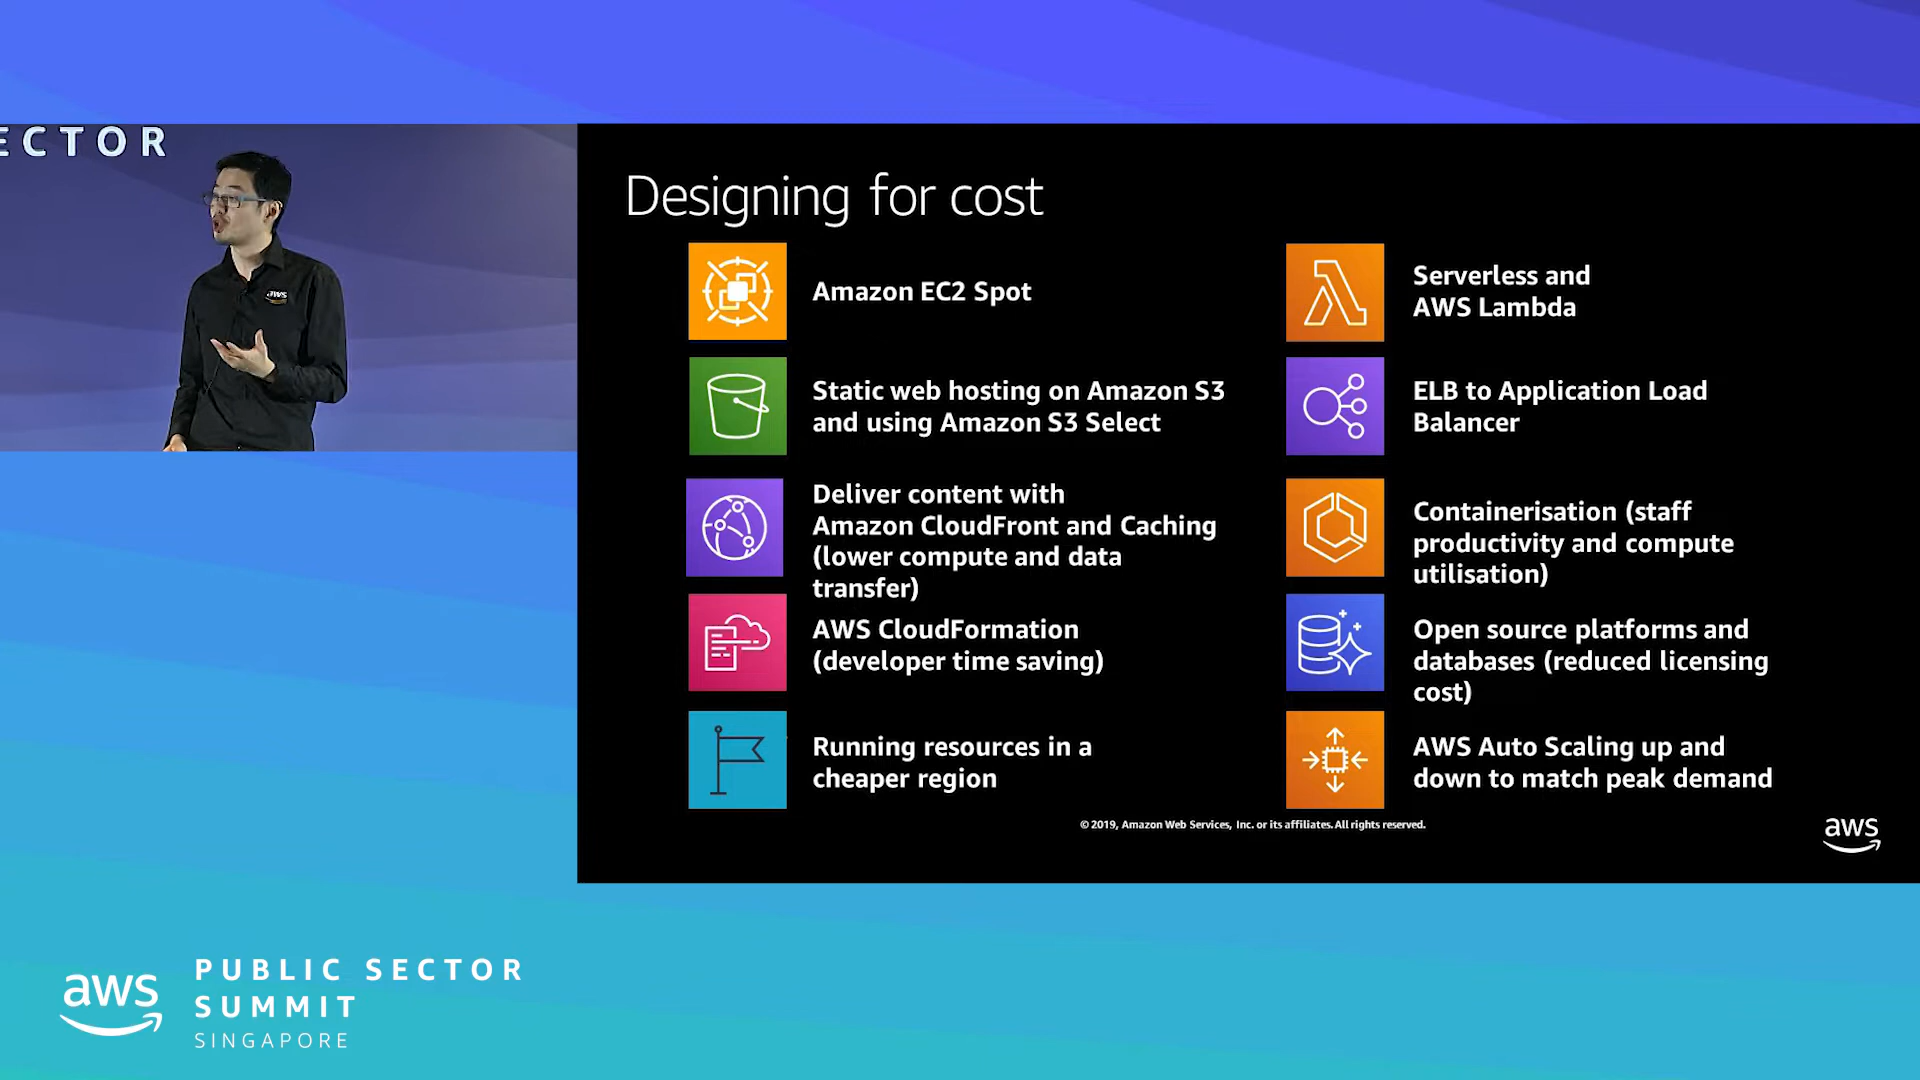 ECTOR
aws
Designing for cost
Amazon EC2 Spot
Static web hosting on Amazon S3
and using Amazon S3 Select
Deliver content with
Amazon CloudFront and Caching
(lower compute and data
transfer)
AWS CloudFormation
(developer time saving)
Running resources in a
cheaper region
Serverless and
AWS Lambda
ELB to Application Load
Balancer
Containerisation (staff
productivity and compute
utilisation)
Open source platforms and
databases (reduced licensing
cost)
AWS Auto Scaling up and
down to match peak demand
© 2019, Amazon Web Services, Inc. or its affiliates. All rights reserved.
aws
aws
PUBLIC SECTOR
SUMMIT
SINGAPORE